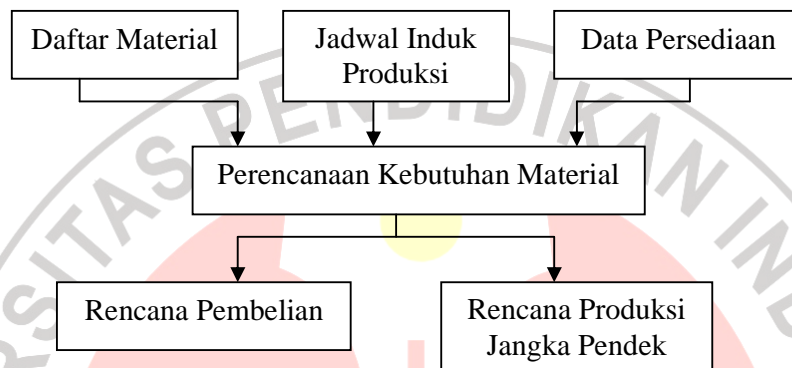 Daftar Material
Jadwal Induk
Produksi
Data Persediaan
Perencanaan Kebutuhan Material
Rencana Pembelian
Rencana Produksi
Jangka Pendek